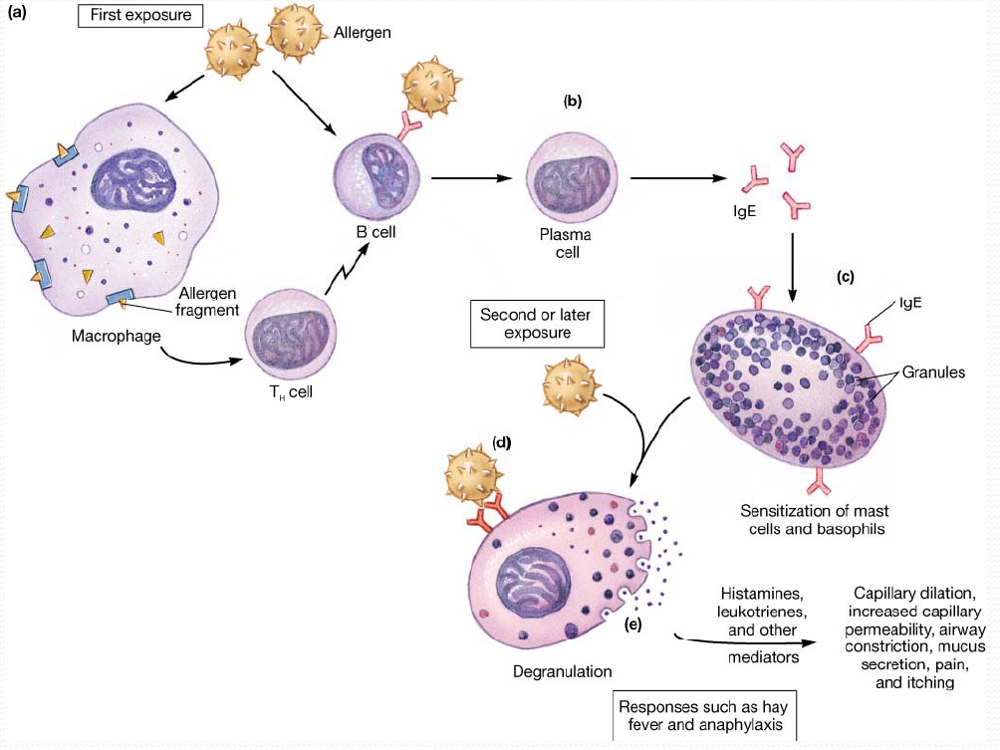 (a)
First exposure
Allergen
(b)
B cell
Plasma
cell
IgE
Allergen
fragment
Macrophage
T_H cell
(c)
IgE
Granules
Second or later
exposure
Sensitization of mast
cells and basophils
(d)
(e)
Degranulation
Histamines,
leukotrienes,
and other
mediators
Capillary dilation,
increased capillary
permeability, airway
constriction, mucus
secretion, pain,
and itching
Responses such as hay
fever and anaphylaxis